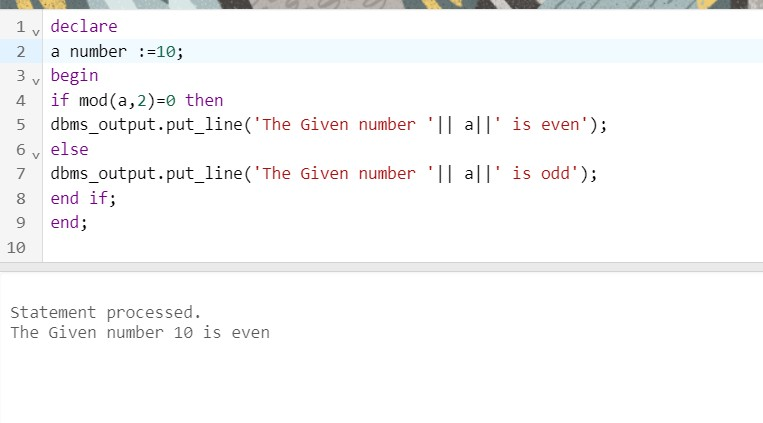 1 declare
2 a number :=10;
3 begin
4 if mod(a,2)=0 then
5 dbms_output.put_line('The Given number '|| a||' is even');
6 else
7 dbms_output.put_line('The Given number '|| a||' is odd');
8 end if;
9 end;
10
Statement processed.
The Given number 10 is even